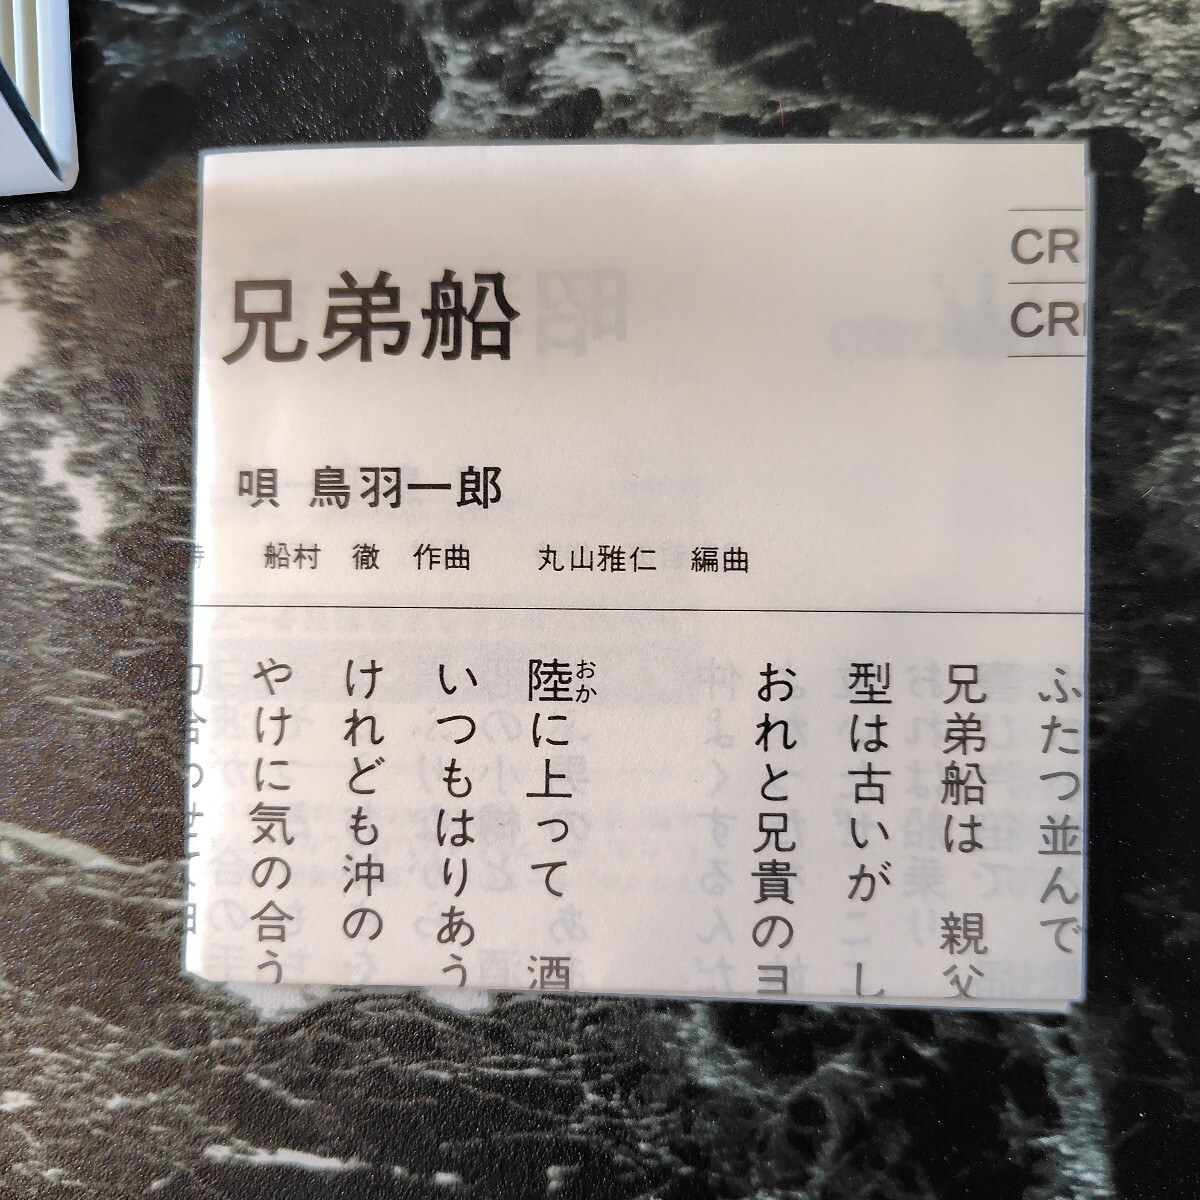 CR
CR
兄弟船
唄 鳥羽一郎
船村 徹 作曲 丸山雅仁 編曲
ふたつ並んで
兄弟船は 親父
型は古いが し
おれと兄貴のヨ
陸に上って 酒
おか
いつもはりあう
けれども沖の
やけに気の合う